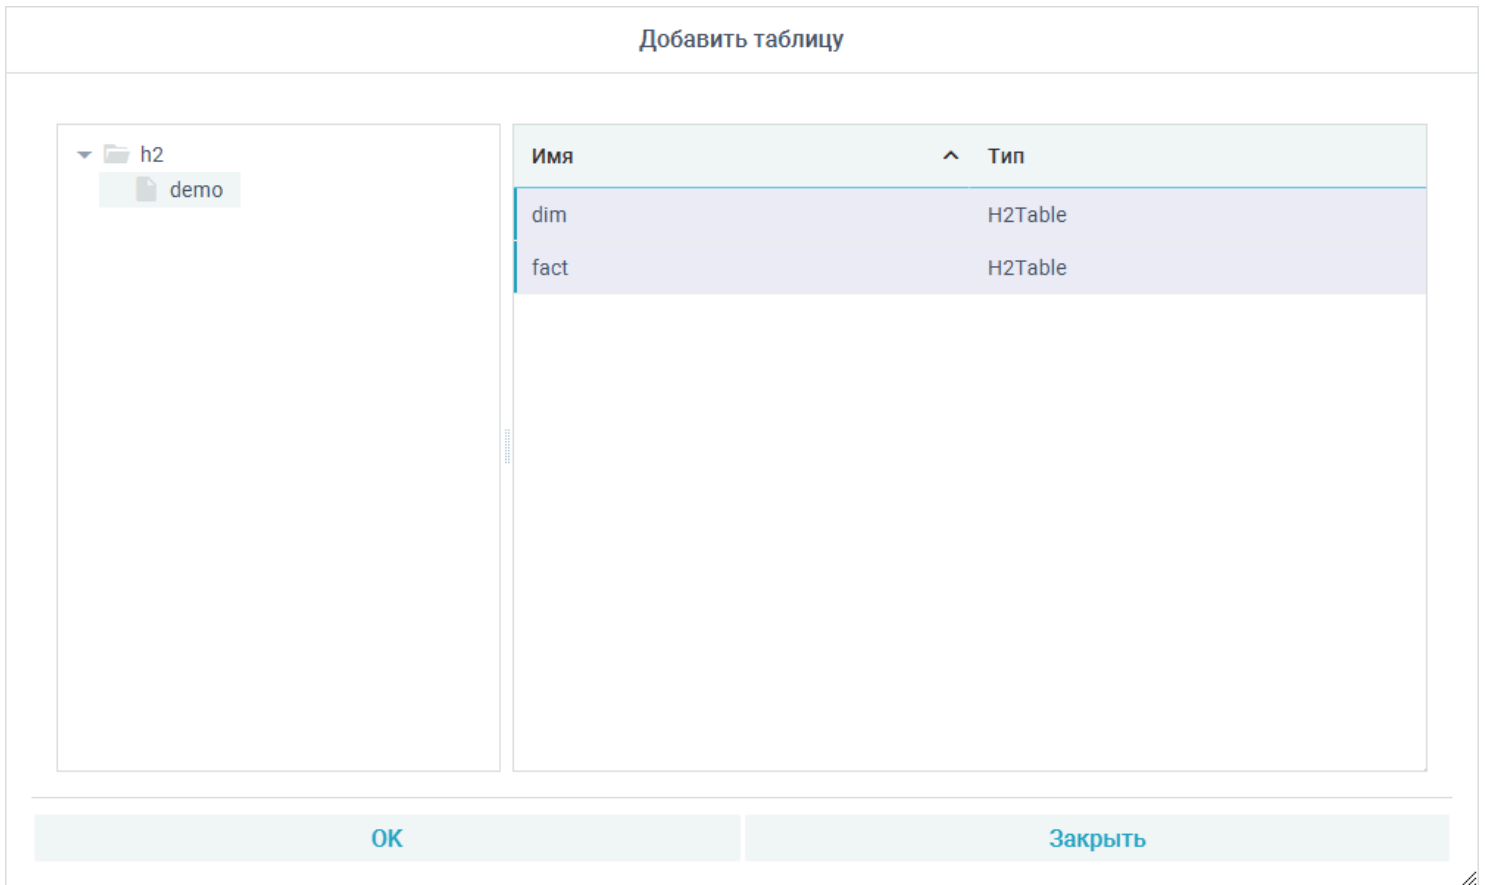 Добавить таблицу
h2
demo
Имя Тип
dim H2Table
fact H2Table
OK Закрыть